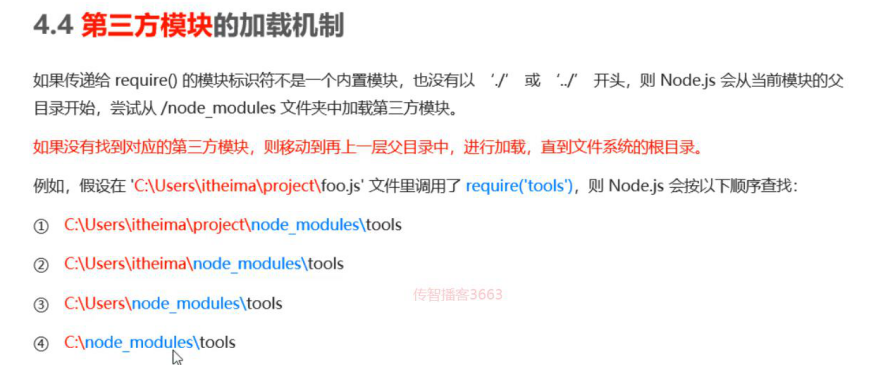 4.4 第三方模块的加载机制
如果传递给 require() 的模块标识符不是一个内置模块，也没有以 ‘./’ 或 ‘../’ 开头，则 Node.js 会从当前模块的父
目录开始，尝试从 /node_modules 文件夹中加载第三方模块。
如果没有找到对应的第三方模块，则移动到再上一层父目录中，进行加载，直到文件系统的根目录。
例如，假设在 'C:\Users\itheima\project\foo.js' 文件里调用了 require('tools')，则 Node.js 会按以下顺序查找：
① C:\Users\itheima\project\node_modules\tools
② C:\Users\itheima\node_modules\tools
③ C:\Users\node_modules\tools
传智播客3663
④ C:\node_modules\tools